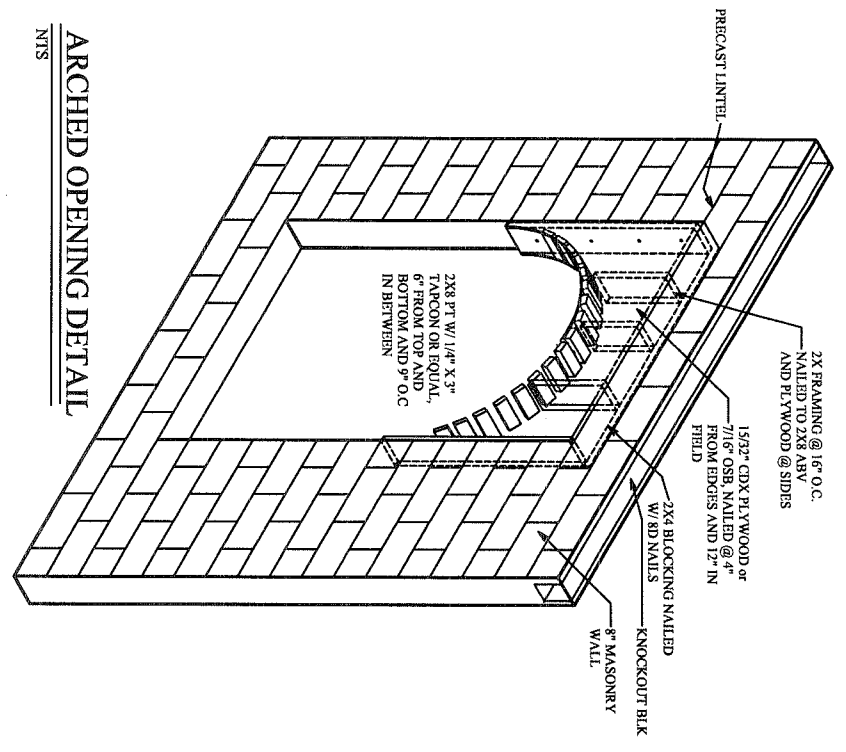 PRECAST LINTEL
2X FRAMING @ 16" O.C.
NAILED TO 2X8 ABV
AND PLYWOOD @ SIDES
15/32" CDX PLYWOOD or
7/16" OSB, NAILED @ 4"
FROM EDGES AND 12" IN
FIELD
2X4 BLOCKING NAILED
W/ 8D NAILS
KNOCKOUT BLK
8" MASONRY
WALL
2X8 PT W/ 1/4" X 3"
TAPCON OR EQUAL,
6" FROM TOP AND
BOTTOM AND 9" O.C
IN BETWEEN
ARCHED OPENING DETAIL
NTS